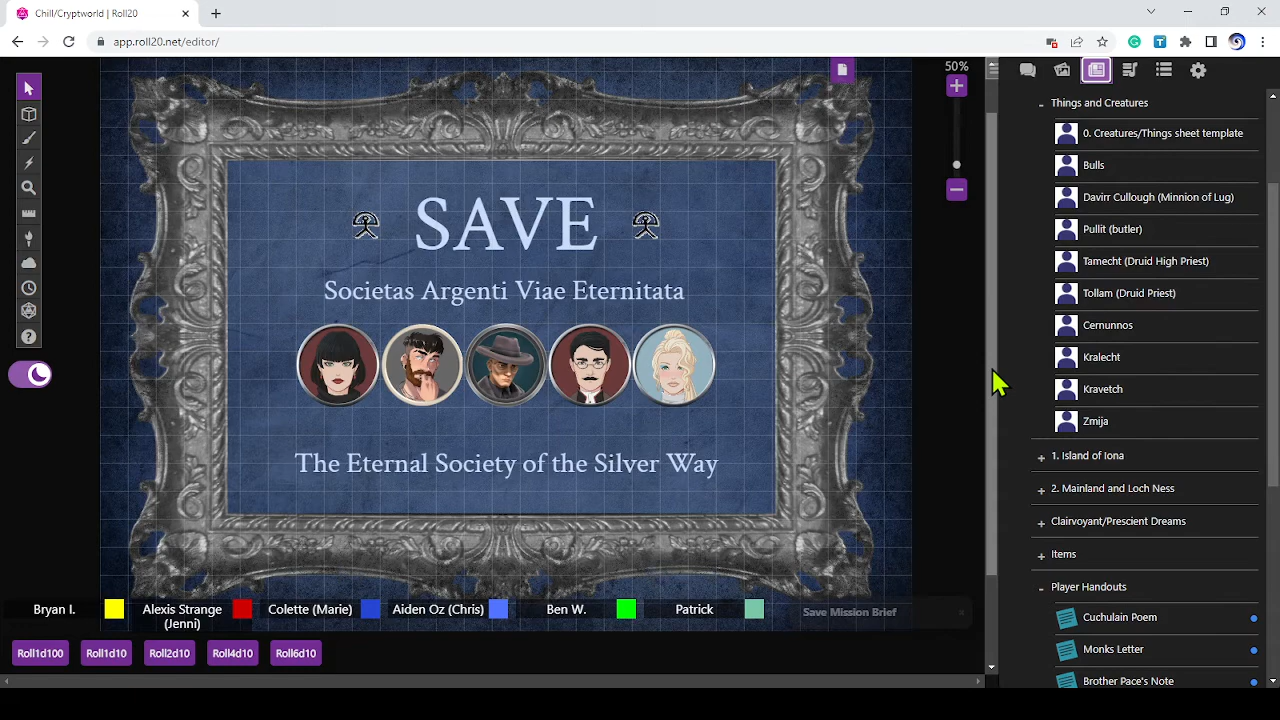 Chill/Cryptworld | Roll20
app.roll20.net/editor/
50%
SAVE
Societas Argenti Viae Eternitata
The Eternal Society of the Silver Way
Bryan I.
Alexis Strange
(Jenni)
Colette (Marie)
Aiden Oz (Chris)
Ben W.
Patrick
Save Mission Brief
Roll1d100
Roll1d10
Roll2d10
Roll4d10
Roll6d10
Things and Creatures
0. Creatures/Things sheet template
Bulls
Davirr Cullough (Minnion of Lug)
Pullit (butler)
Tamecht (Druid High Priest)
Tollam (Druid Priest)
Cernunnos
Kralecht
Kravetch
Zmija
1. Island of Iona
2. Mainland and Loch Ness
Clairvoyant/Prescient Dreams
Items
Player Handouts
Cuchulain Poem
Monks Letter
Brother Pace's Note